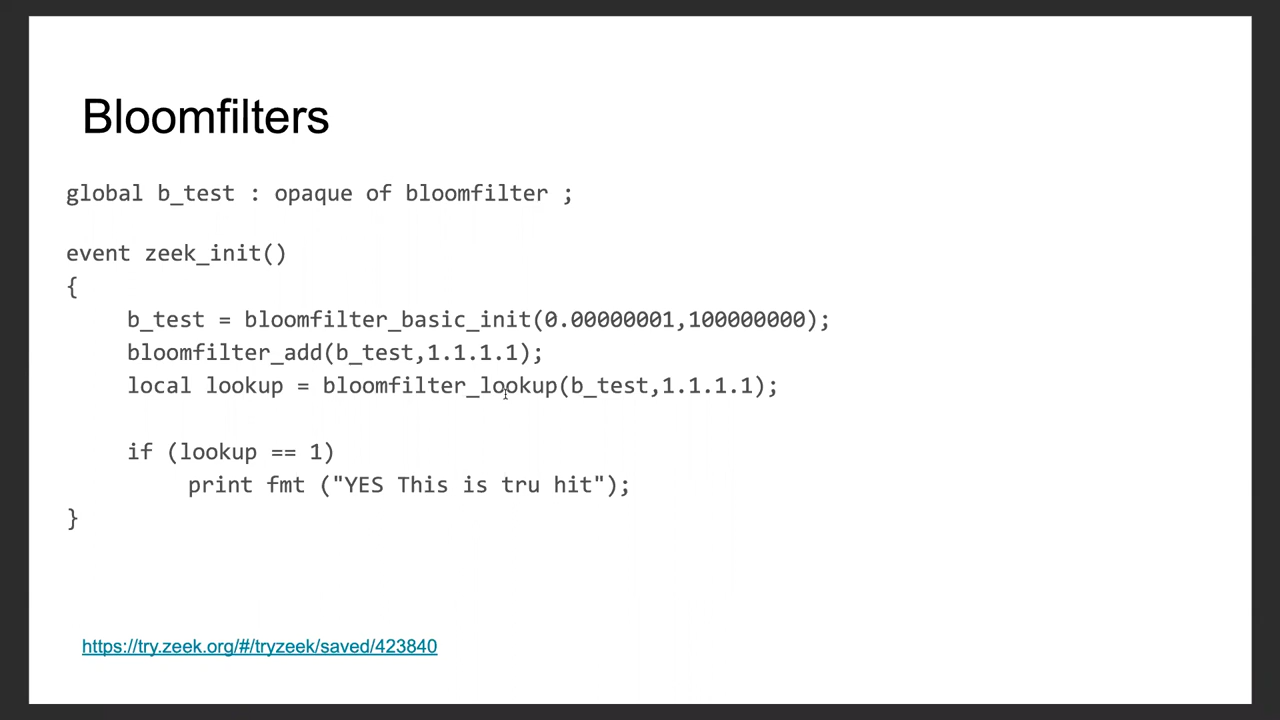 Bloomfilters
global b_test : opaque of bloomfilter ;
event zeek_init()
{
b_test = bloomfilter_basic_init(0.00000001,100000000);
bloomfilter_add(b_test,1.1.1.1);
local lookup = bloomfilter_lookup(b_test,1.1.1.1);
if (lookup == 1)
print fmt ("YES This is tru hit");
}
https://try.zeek.org/#/tryzeek/saved/423840